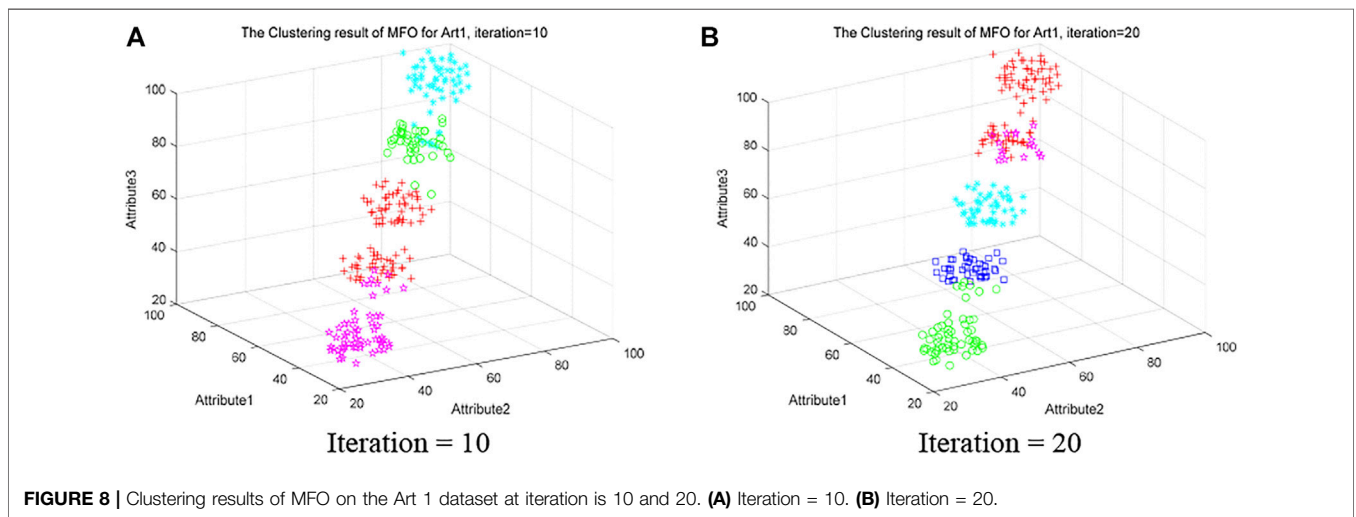 A
The Clustering result of MFO for Art1, iteration=10
100
80
60
40
20
Attribute3
100
80
60
40
20
Attribute1
20
40
60
80
100
Attribute2
Iteration = 10
B
The Clustering result of MFO for Art1, iteration=20
100
80
60
40
20
Attribute3
100
80
60
40
20
Attribute1
20
40
60
80
100
Attribute2
Iteration = 20
FIGURE 8 | Clustering results of MFO on the Art 1 dataset at iteration is 10 and 20. (A) Iteration = 10. (B) Iteration = 20.